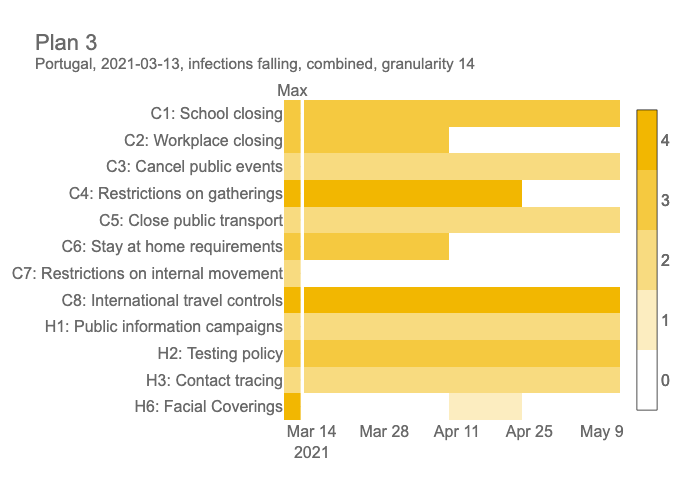 Plan 3
Portugal, 2021-03-13, infections falling, combined, granularity 14
Max
C1: School closing
C2: Workplace closing
C3: Cancel public events
C4: Restrictions on gatherings
C5: Close public transport
C6: Stay at home requirements
C7: Restrictions on internal movement
C8: International travel controls
H1: Public information campaigns
H2: Testing policy
H3: Contact tracing
H6: Facial Coverings
Mar 14 Mar 28 Apr 11 Apr 25 May 9
2021
4
3
2
1
0